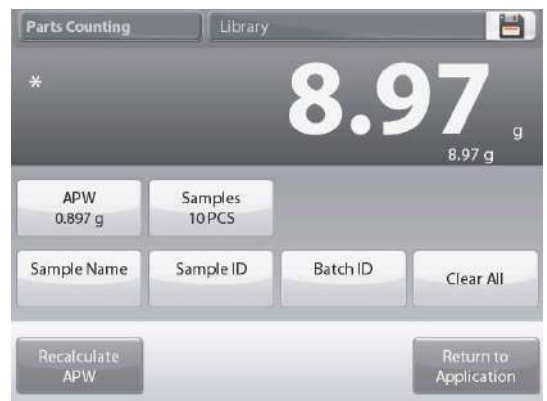 Parts Counting Library
*
8.97 g
8.97 g
APW Samples
0.897 g 10 PCS
Sample Name Sample ID Batch ID Clear All
Recalculate Return to
APW Application